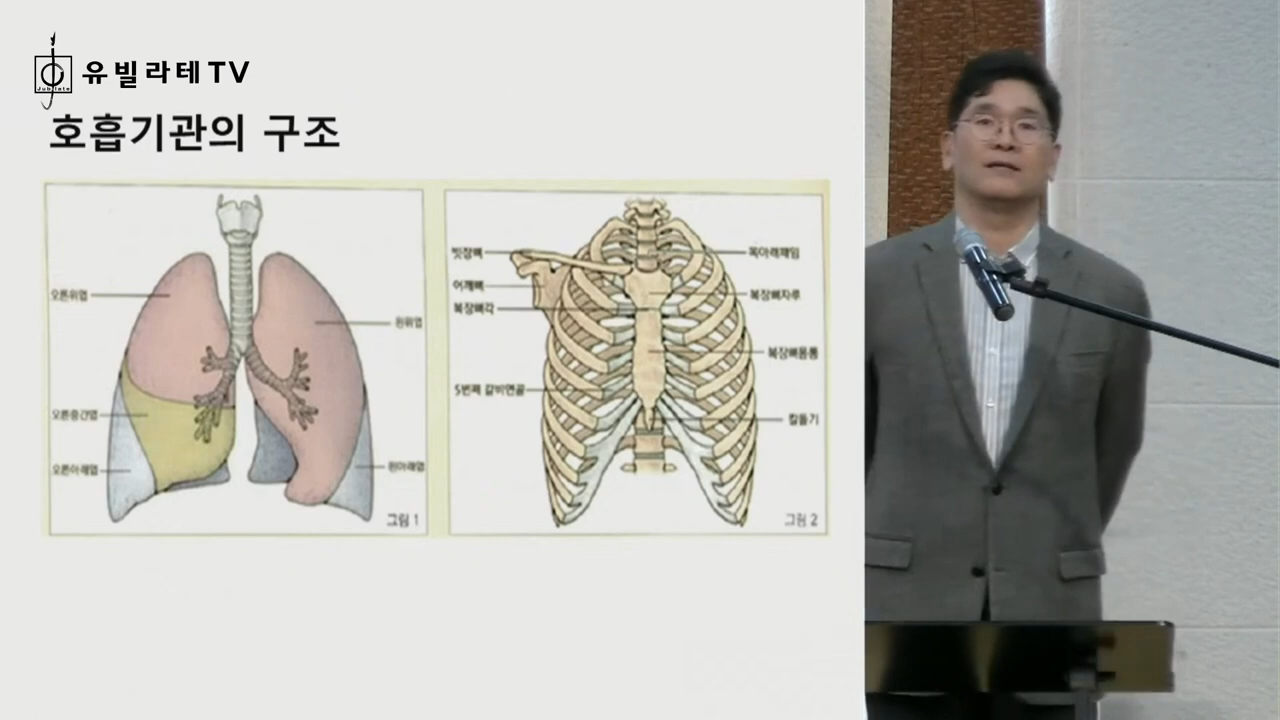 유빌라테TV
Jubilate
호흡기관의 구조
오른위엽
왼위엽
오른중간엽
오른아래엽
왼아래엽
그림 1
빗장뼈
목아래패임
어깨뼈
복장뼈자루
복장뼈각
복장뼈몸통
5번째 갈비연골
칼돌기
그림 2